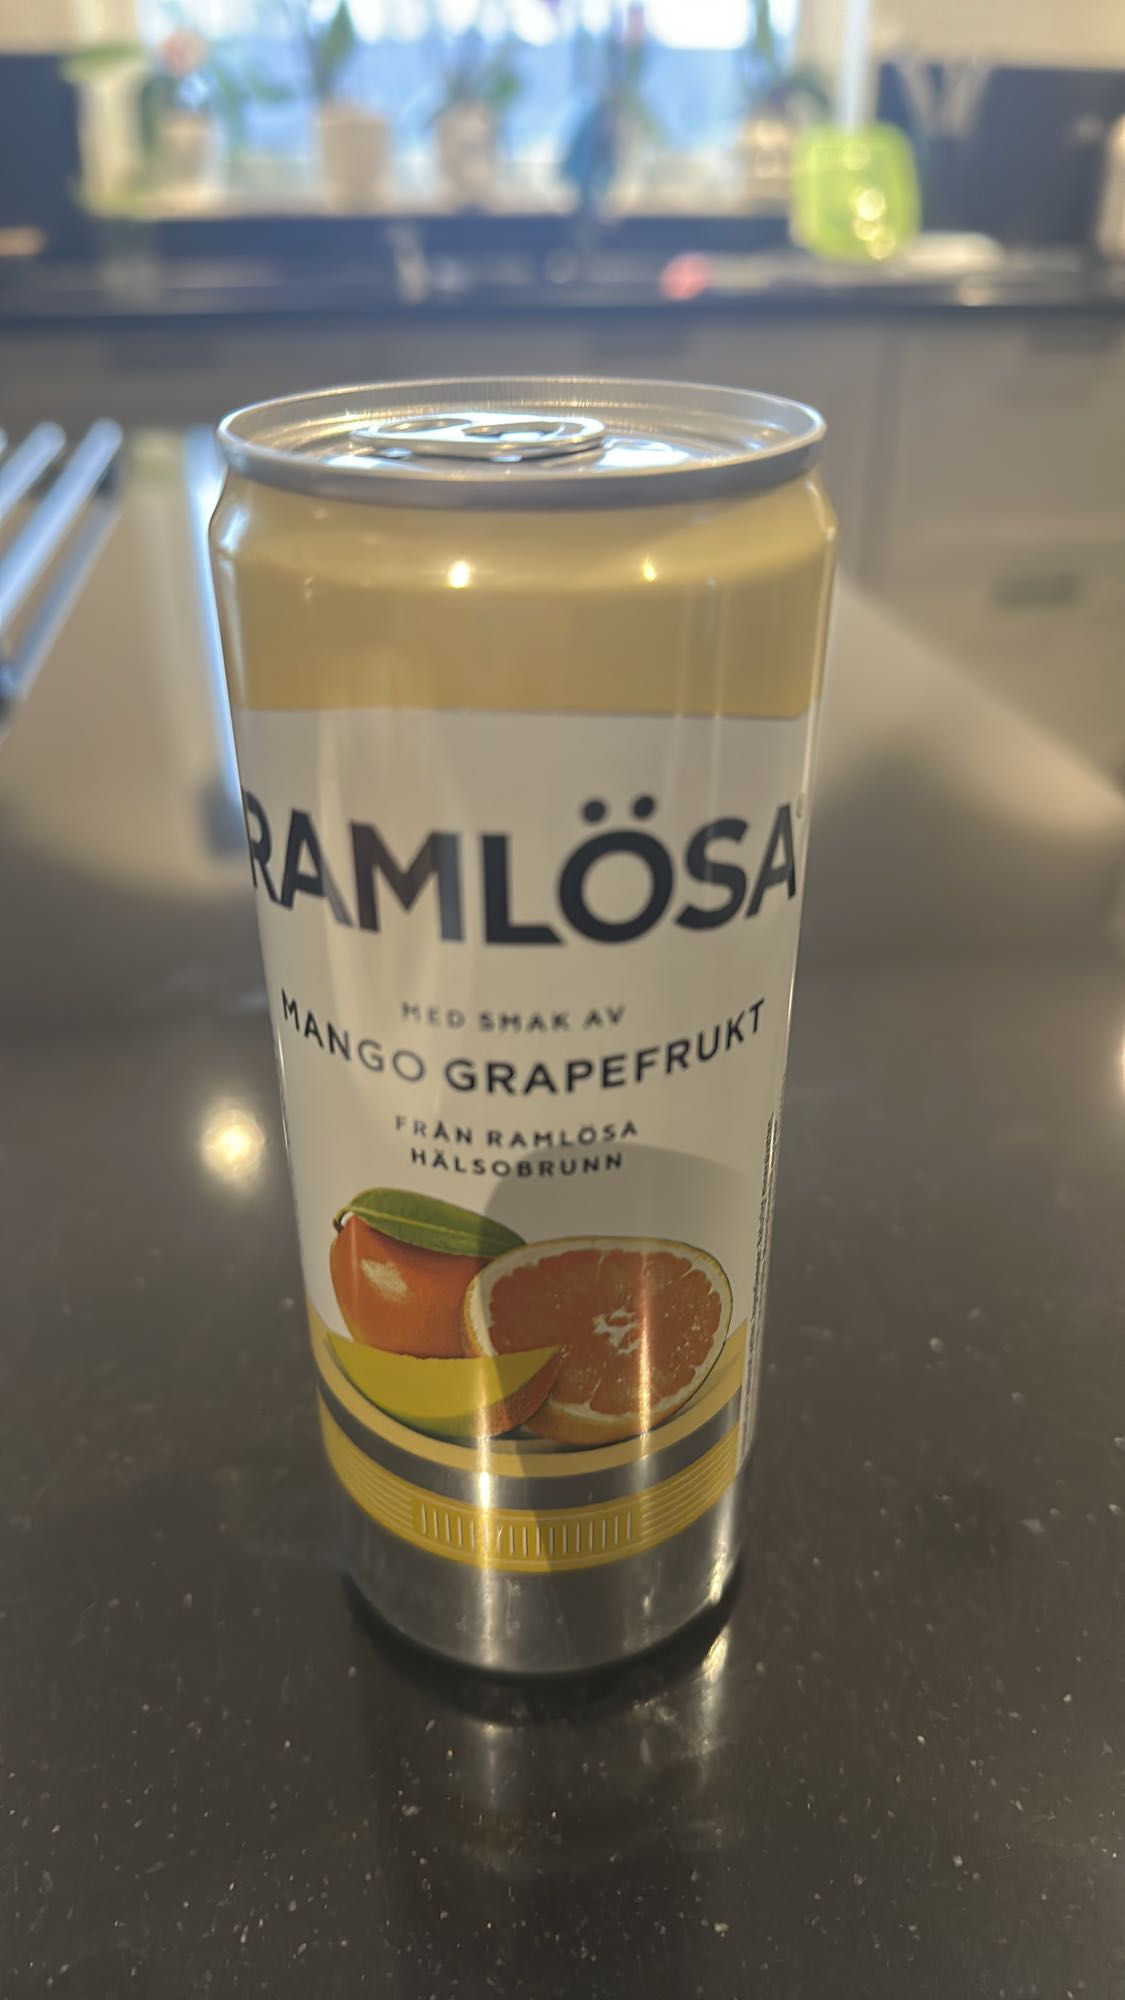 RAMLÖSA
MED SMAK AV
MANGO GRAPEFRUKT
FRÅN RAMLÖSA
HÄLSOBRUNN